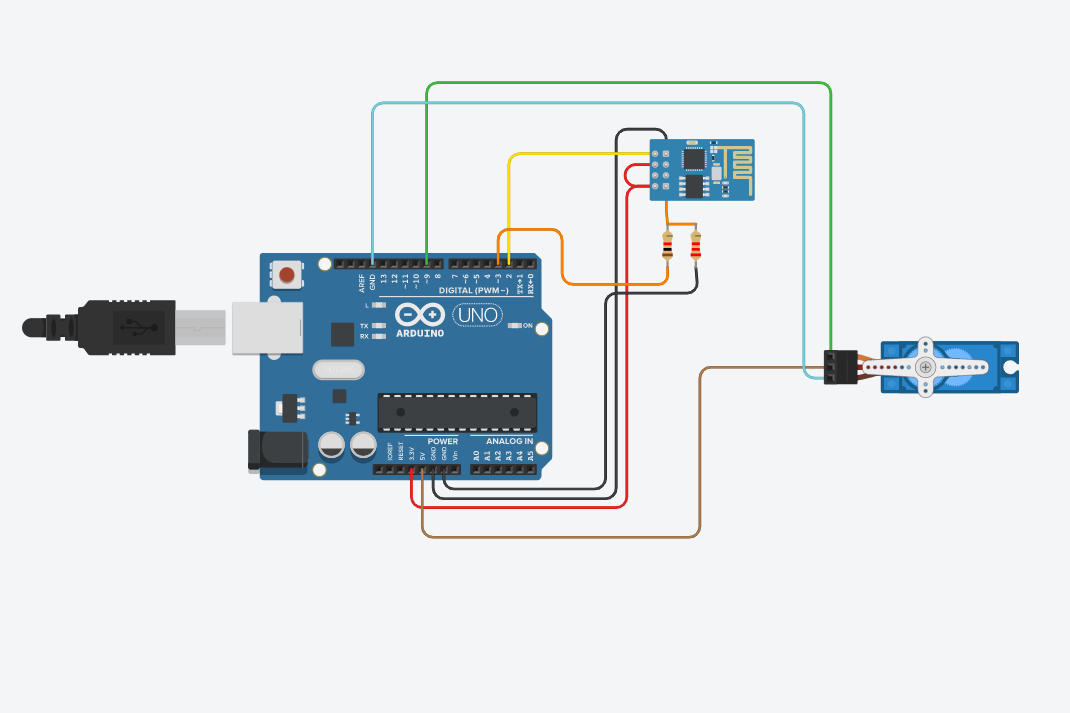 AREF
GND
13
12
~11
~10
~9
8
7
~6
~5
4
~3
2
TX→1
RX←0
DIGITAL (PWM~)
L
TX
RX
UNO
ON
ARDUINO
POWER
ANALOG IN
IOREF
RESET
3.3V
5V
GND
GND
Vin
A0
A1
A2
A3
A4
A5